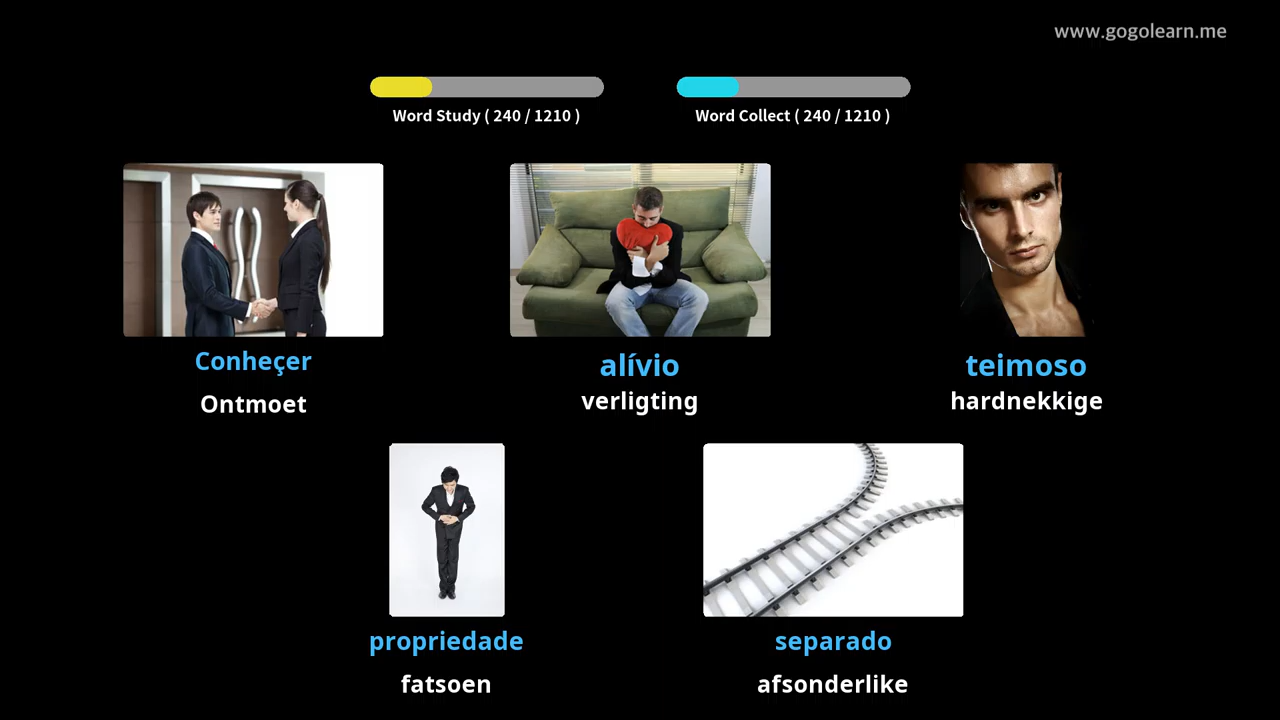 www.gogolearn.me
Word Study ( 240 / 1210 )
Word Collect ( 240 / 1210 )
Conheçer
Ontmoet
alívio
verligting
teimoso
hardnekkige
propriedade
fatsoen
separado
afsonderlike